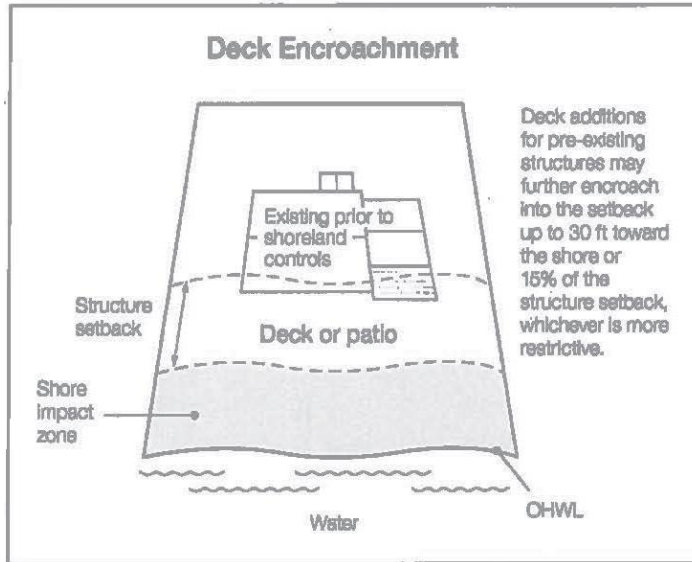 Deck Encroachment
Deck additions
for pre-existing
structures may
further encroach
into the setback
up to 30 ft toward
the shore or
15% of the
structure setback,
whichever is more
restrictive.
Existing prior to
shoreland
controls
Structure
setback
Deck or patio
Shore
impact
zone
OHWL
Water